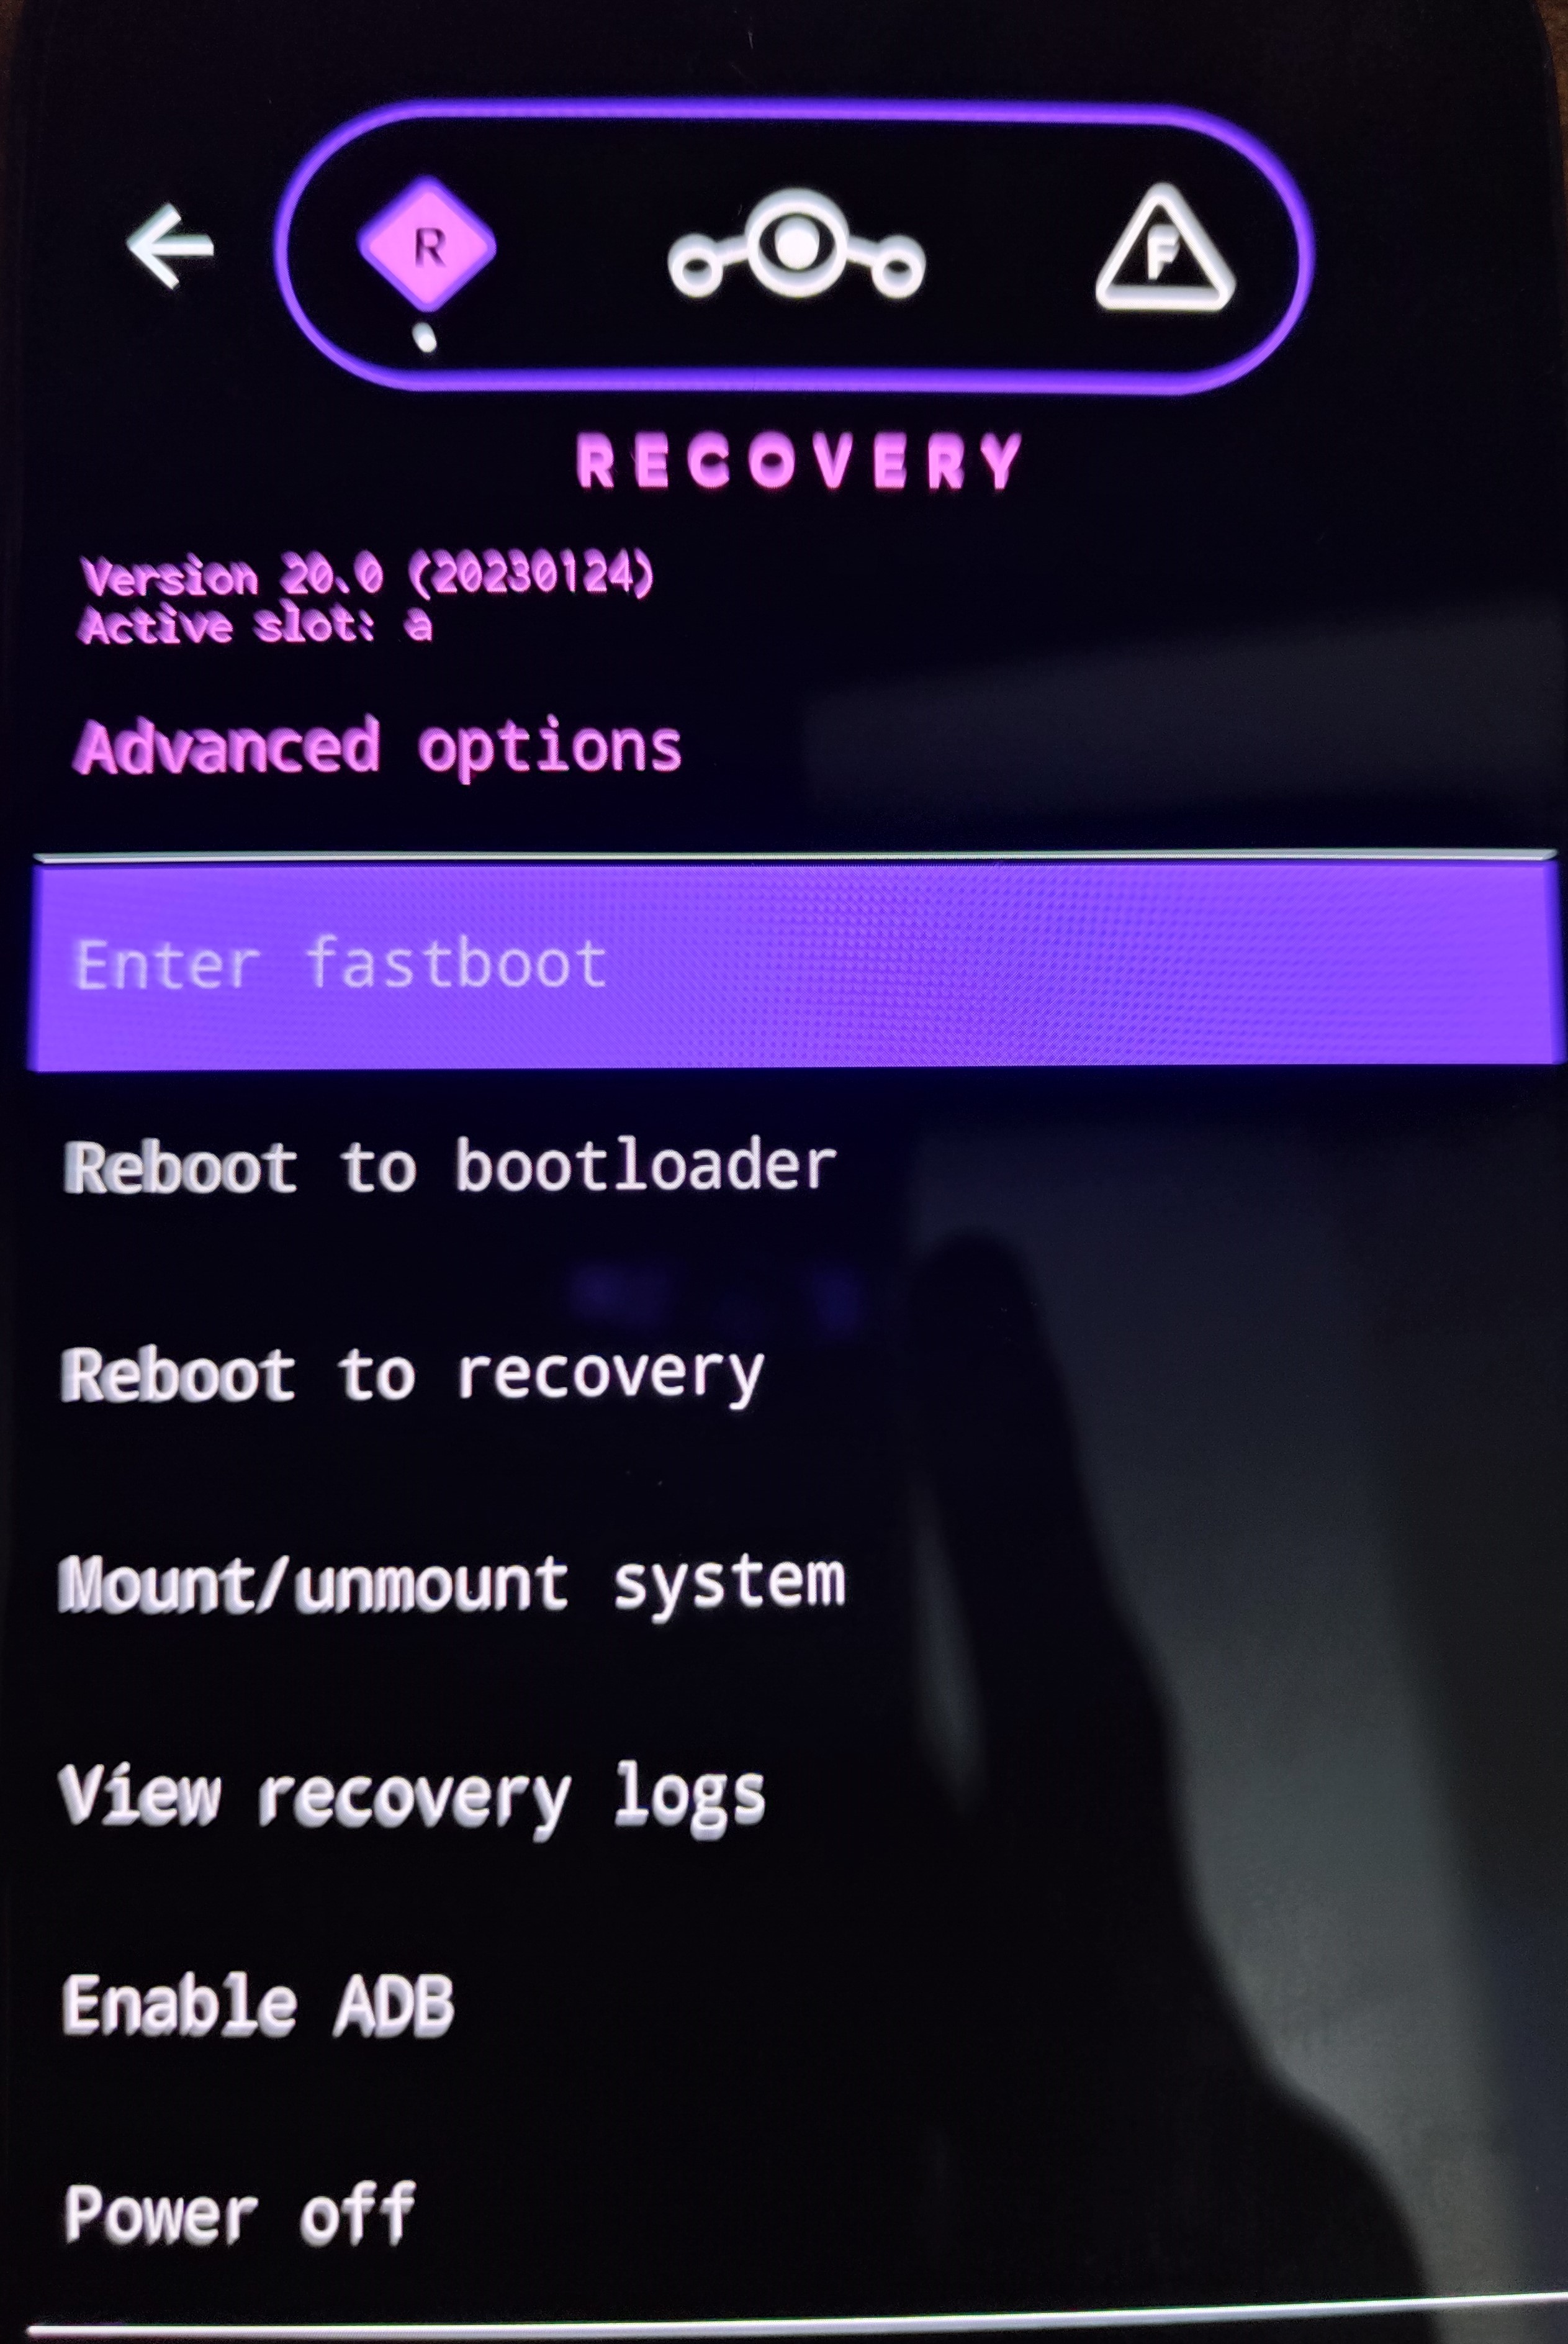 R
F
RECOVERY
Version 20.0 (20230124)
Active slot: a
Advanced options
Enter fastboot
Reboot to bootloader
Reboot to recovery
Mount/unmount system
View recovery logs
Enable ADB
Power off